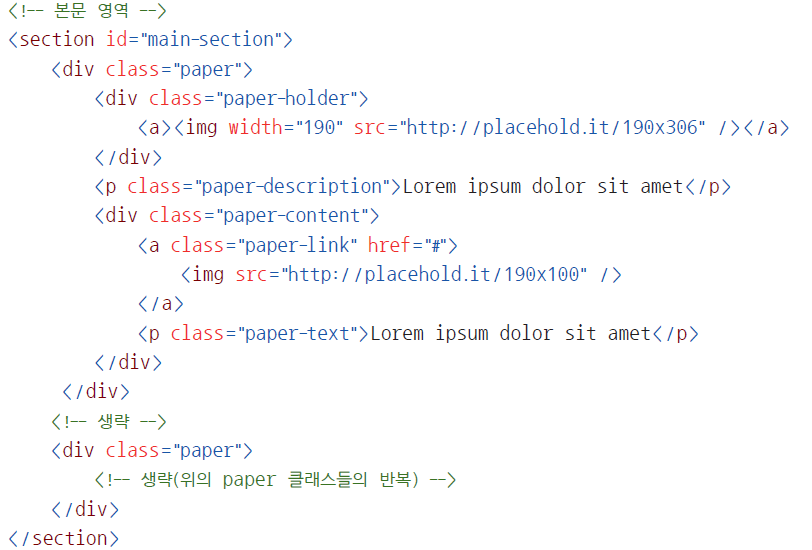 <!-- 본문 영역 -->
<section id="main-section">
<div class="paper">
<div class="paper-holder">
<a><img width="190" src="http://placehold.it/190x306" /></a>
</div>
<p class="paper-description">Lorem ipsum dolor sit amet</p>
<div class="paper-content">
<a class="paper-link" href="#">
<img src="http://placehold.it/190x100" />
</a>
<p class="paper-text">Lorem ipsum dolor sit amet</p>
</div>
</div>
<!-- 생략 -->
<div class="paper">
<!-- 생략(위의 paper 클래스들의 반복) -->
</div>
</section>